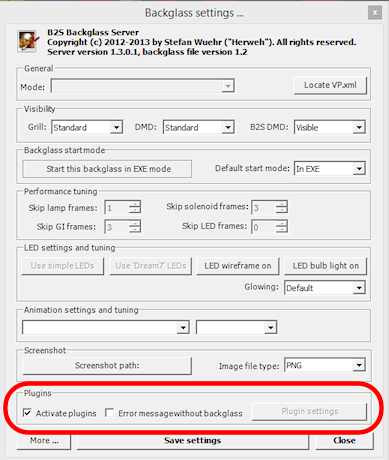 Backglass settings ...
x
B2S Backglass Server
Copyright (c) 2012-2013 by Stefan Wuehr ("Herweh"). All rights reserved.
Server version 1.3.0.1, backglass file version 1.2
General
Mode:
Locate VP.xml
Visibility
Grill: Standard DMD: Standard B2S DMD: Visible
Backglass startmode
Start this backglass in EXE mode Default start mode: In EXE
Performance tuning
Skip lamp frames: 1 Skip solenoid frames: 3
Skip GI frames: 3 Skip LED frames: 0
LED settings and tuning
Use simple LEDs Use 'Dream7' LEDs LED wireframe on LED bulb light on
Glowing: Default
Animation settings and tuning
Screenshot
Screenshot path: Image file type: PNG
Plugins
Activate plugins Error messagewithout backglass Plugin settings
More ... Save settings Close